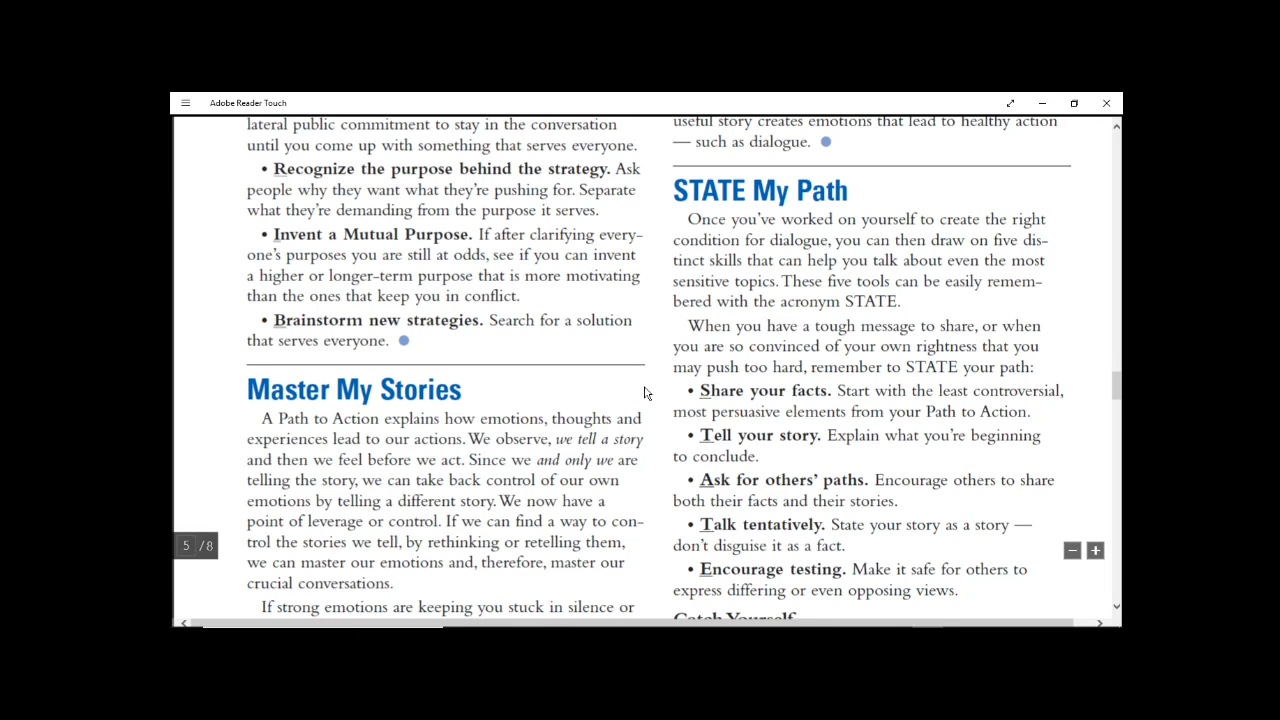 Adobe Reader Touch
lateral public commitment to stay in the conversation
until you come up with something that serves everyone.
• Recognize the purpose behind the strategy. Ask
people why they want what they're pushing for. Separate
what they're demanding from the purpose it serves.
• Invent a Mutual Purpose. If after clarifying every-
one's purposes you are still at odds, see if you can invent
a higher or longer-term purpose that is more motivating
than the ones that keep you in conflict.
• Brainstorm new strategies. Search for a solution
that serves everyone.
Master My Stories
A Path to Action explains how emotions, thoughts and
experiences lead to our actions. We observe, we tell a story
and then we feel before we act. Since we and only we are
telling the story, we can take back control of our own
emotions by telling a different story. We now have a
point of leverage or control. If we can find a way to con-
trol the stories we tell, by rethinking or retelling them,
we can master our emotions and, therefore, master our
crucial conversations.
If strong emotions are keeping you stuck in silence or
useful story creates emotions that lead to healthy action
— such as dialogue.
STATE My Path
Once you've worked on yourself to create the right
condition for dialogue, you can then draw on five dis-
tinct skills that can help you talk about even the most
sensitive topics. These five tools can be easily remem-
bered with the acronym STATE.
When you have a tough message to share, or when
you are so convinced of your own rightness that you
may push too hard, remember to STATE your path:
• Share your facts. Start with the least controversial,
most persuasive elements from your Path to Action.
• Tell your story. Explain what you're beginning
to conclude.
• Ask for others' paths. Encourage others to share
both their facts and their stories.
• Talk tentatively. State your story as a story —
don't disguise it as a fact.
• Encourage testing. Make it safe for others to
express differing or even opposing views.
Catch Yourself
5 / 8